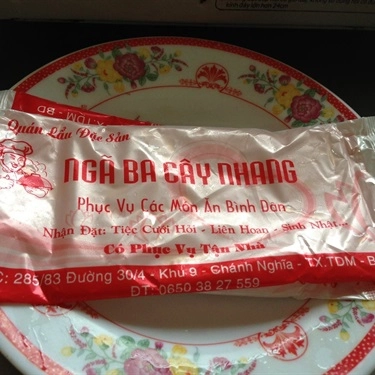 X.TDM - BD
Quán Lẩu Đặc Sản
NGÃ BA CÂY NHANG
Phục Vụ Các Món Ăn Bình Dân
Nhận Đặt: Tiệc Cưới Hỏi - Liên Hoan - Sinh Nhật...
Có Phục Vụ Tận Nhà
C: 285/83 Đường 30/4 - Khu 9 - Chánh Nghĩa - TX.TDM - B
ĐT: 0650 38 27 559